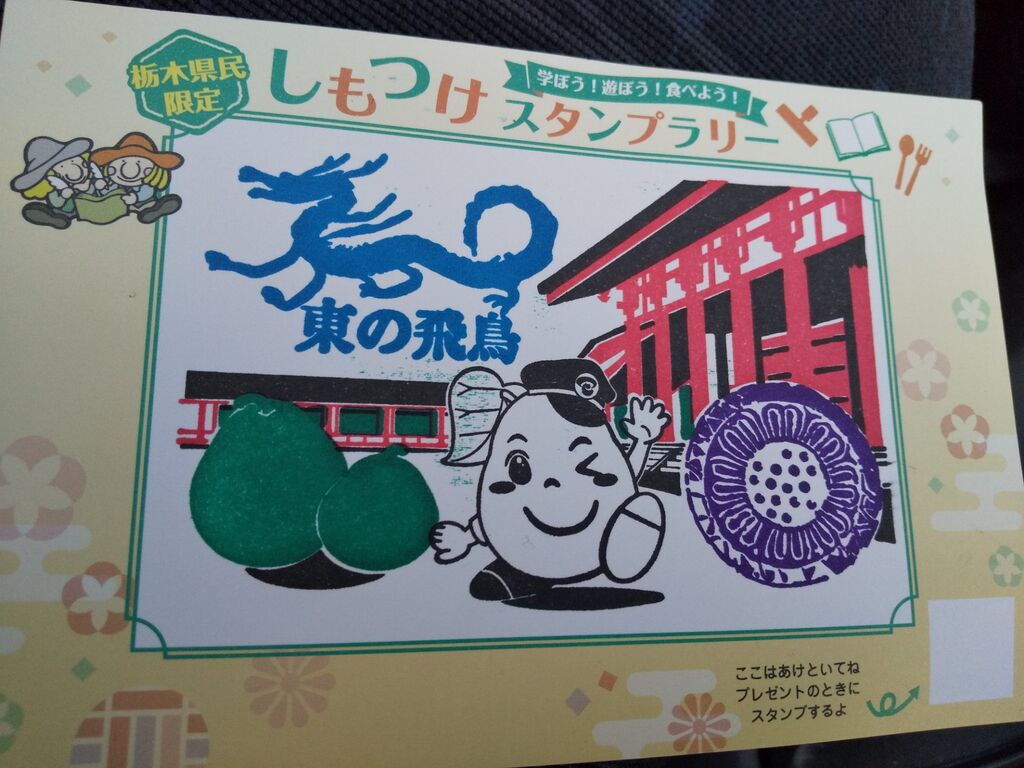 栃木県民
限定
しもつけ
学ぼう！遊ぼう！食べよう！
スタンプラリー
東の飛鳥
ここはあけといてね
プレゼントのときに
スタンプするよ